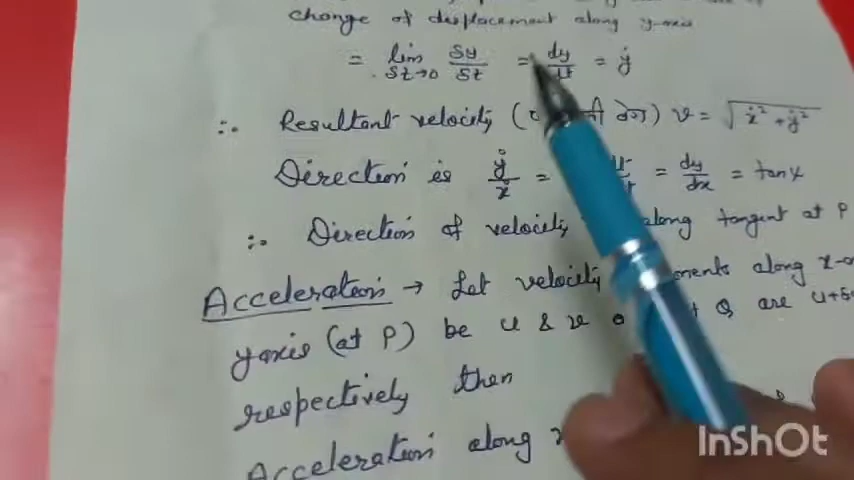 change of displacement along y-axis
= lim δt→0 δy/δt = dy/dt = ẏ
∴ Resultant velocity ( वेग) v = √ẋ² + ẏ²
Direction is ẏ/ẋ = = dy/dx = tan
∴ Direction of velocity along tangent at P
Acceleration → Let velocity along x-
y axis (at P) be u & v Q are u+δ
respectively then
Acceleration along
InShOt